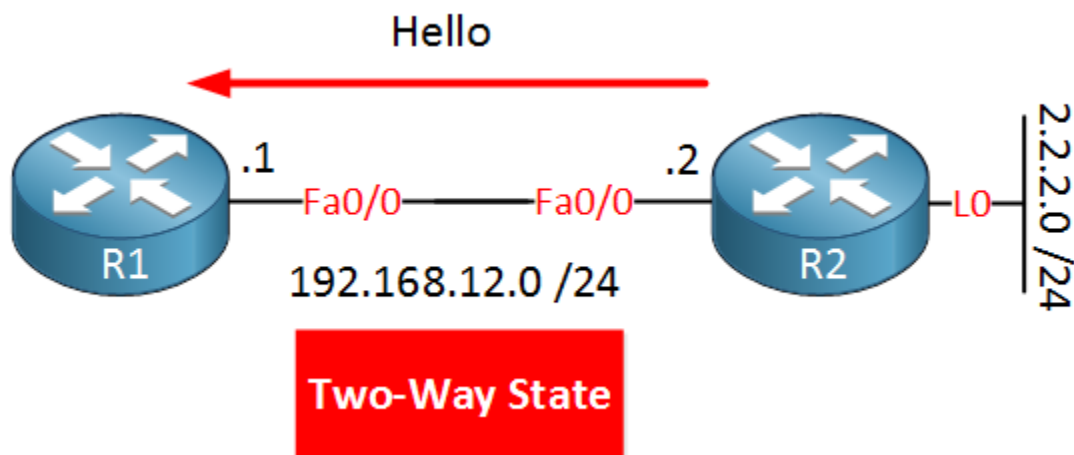 Hello
.1
Fa0/0
Fa0/0
.2
L0
2.2.2.0 /24
R1
R2
192.168.12.0 /24
Two-Way State